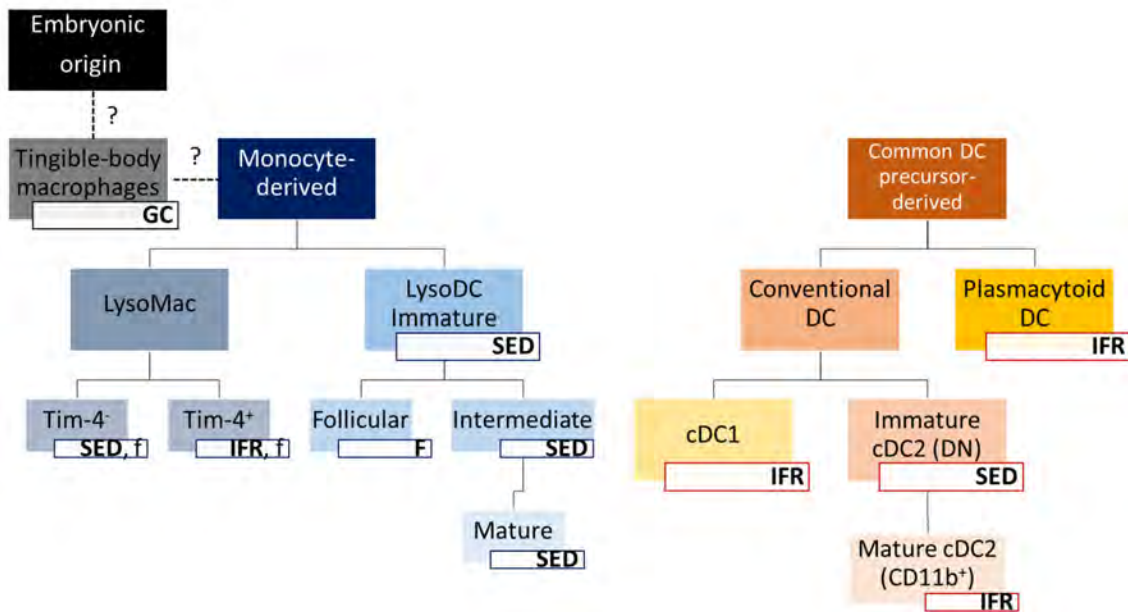 Embryonic
origin
?
Tingible-body
macrophages
GC
?
Monocyte-
derived
Common DC
precursor-
derived
LysoMac
LysoDC
Immature
SED
Conventional
DC
Plasmacytoid
DC
IFR
Tim-4⁻
SED, f
Tim-4⁺
IFR, f
Follicular
F
Intermediate
SED
cDC1
IFR
Immature
cDC2 (DN)
SED
Mature
SED
Mature cDC2
(CD11b⁺)
IFR